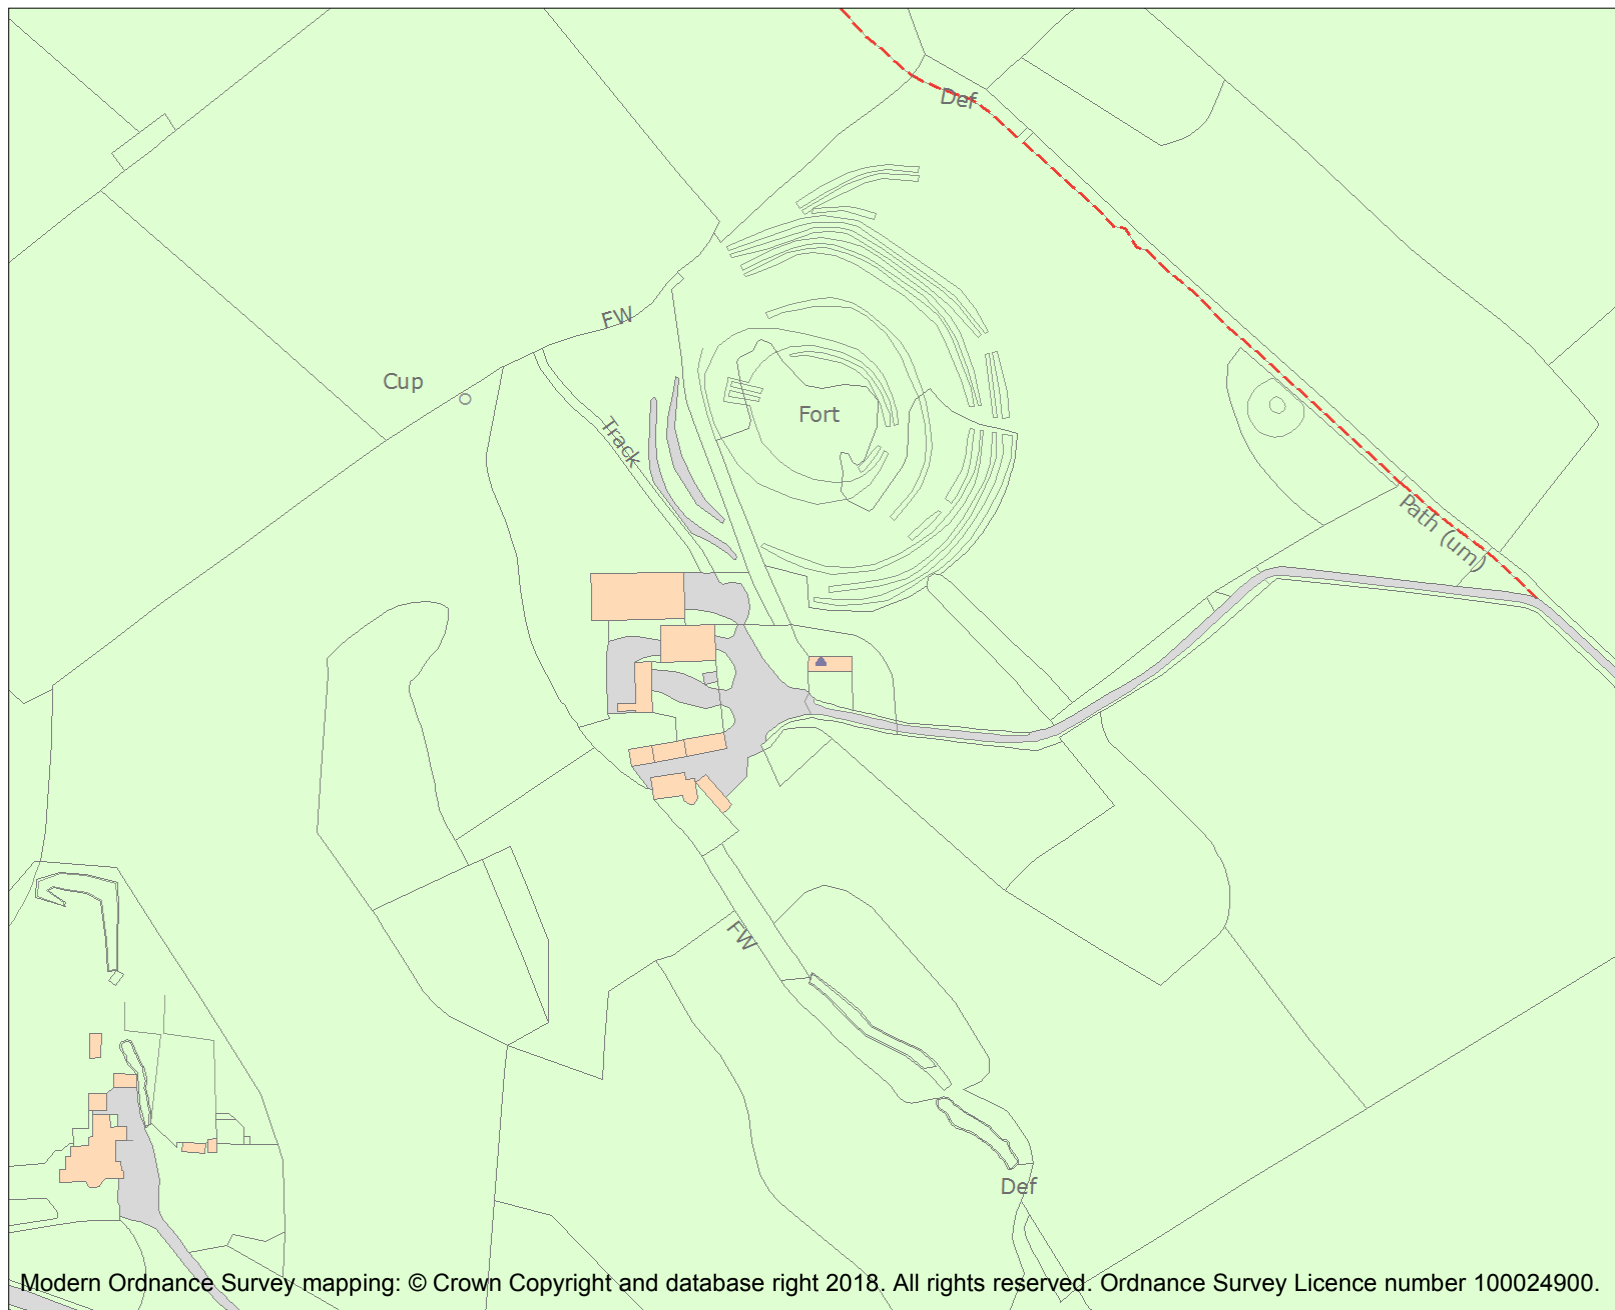 Def
FW
Cup
Fort
Track
Path (um)
FW
Def
Modern Ordnance Survey mapping: © Crown Copyright and database right 2018. All rights reserved. Ordnance Survey Licence number 100024900.